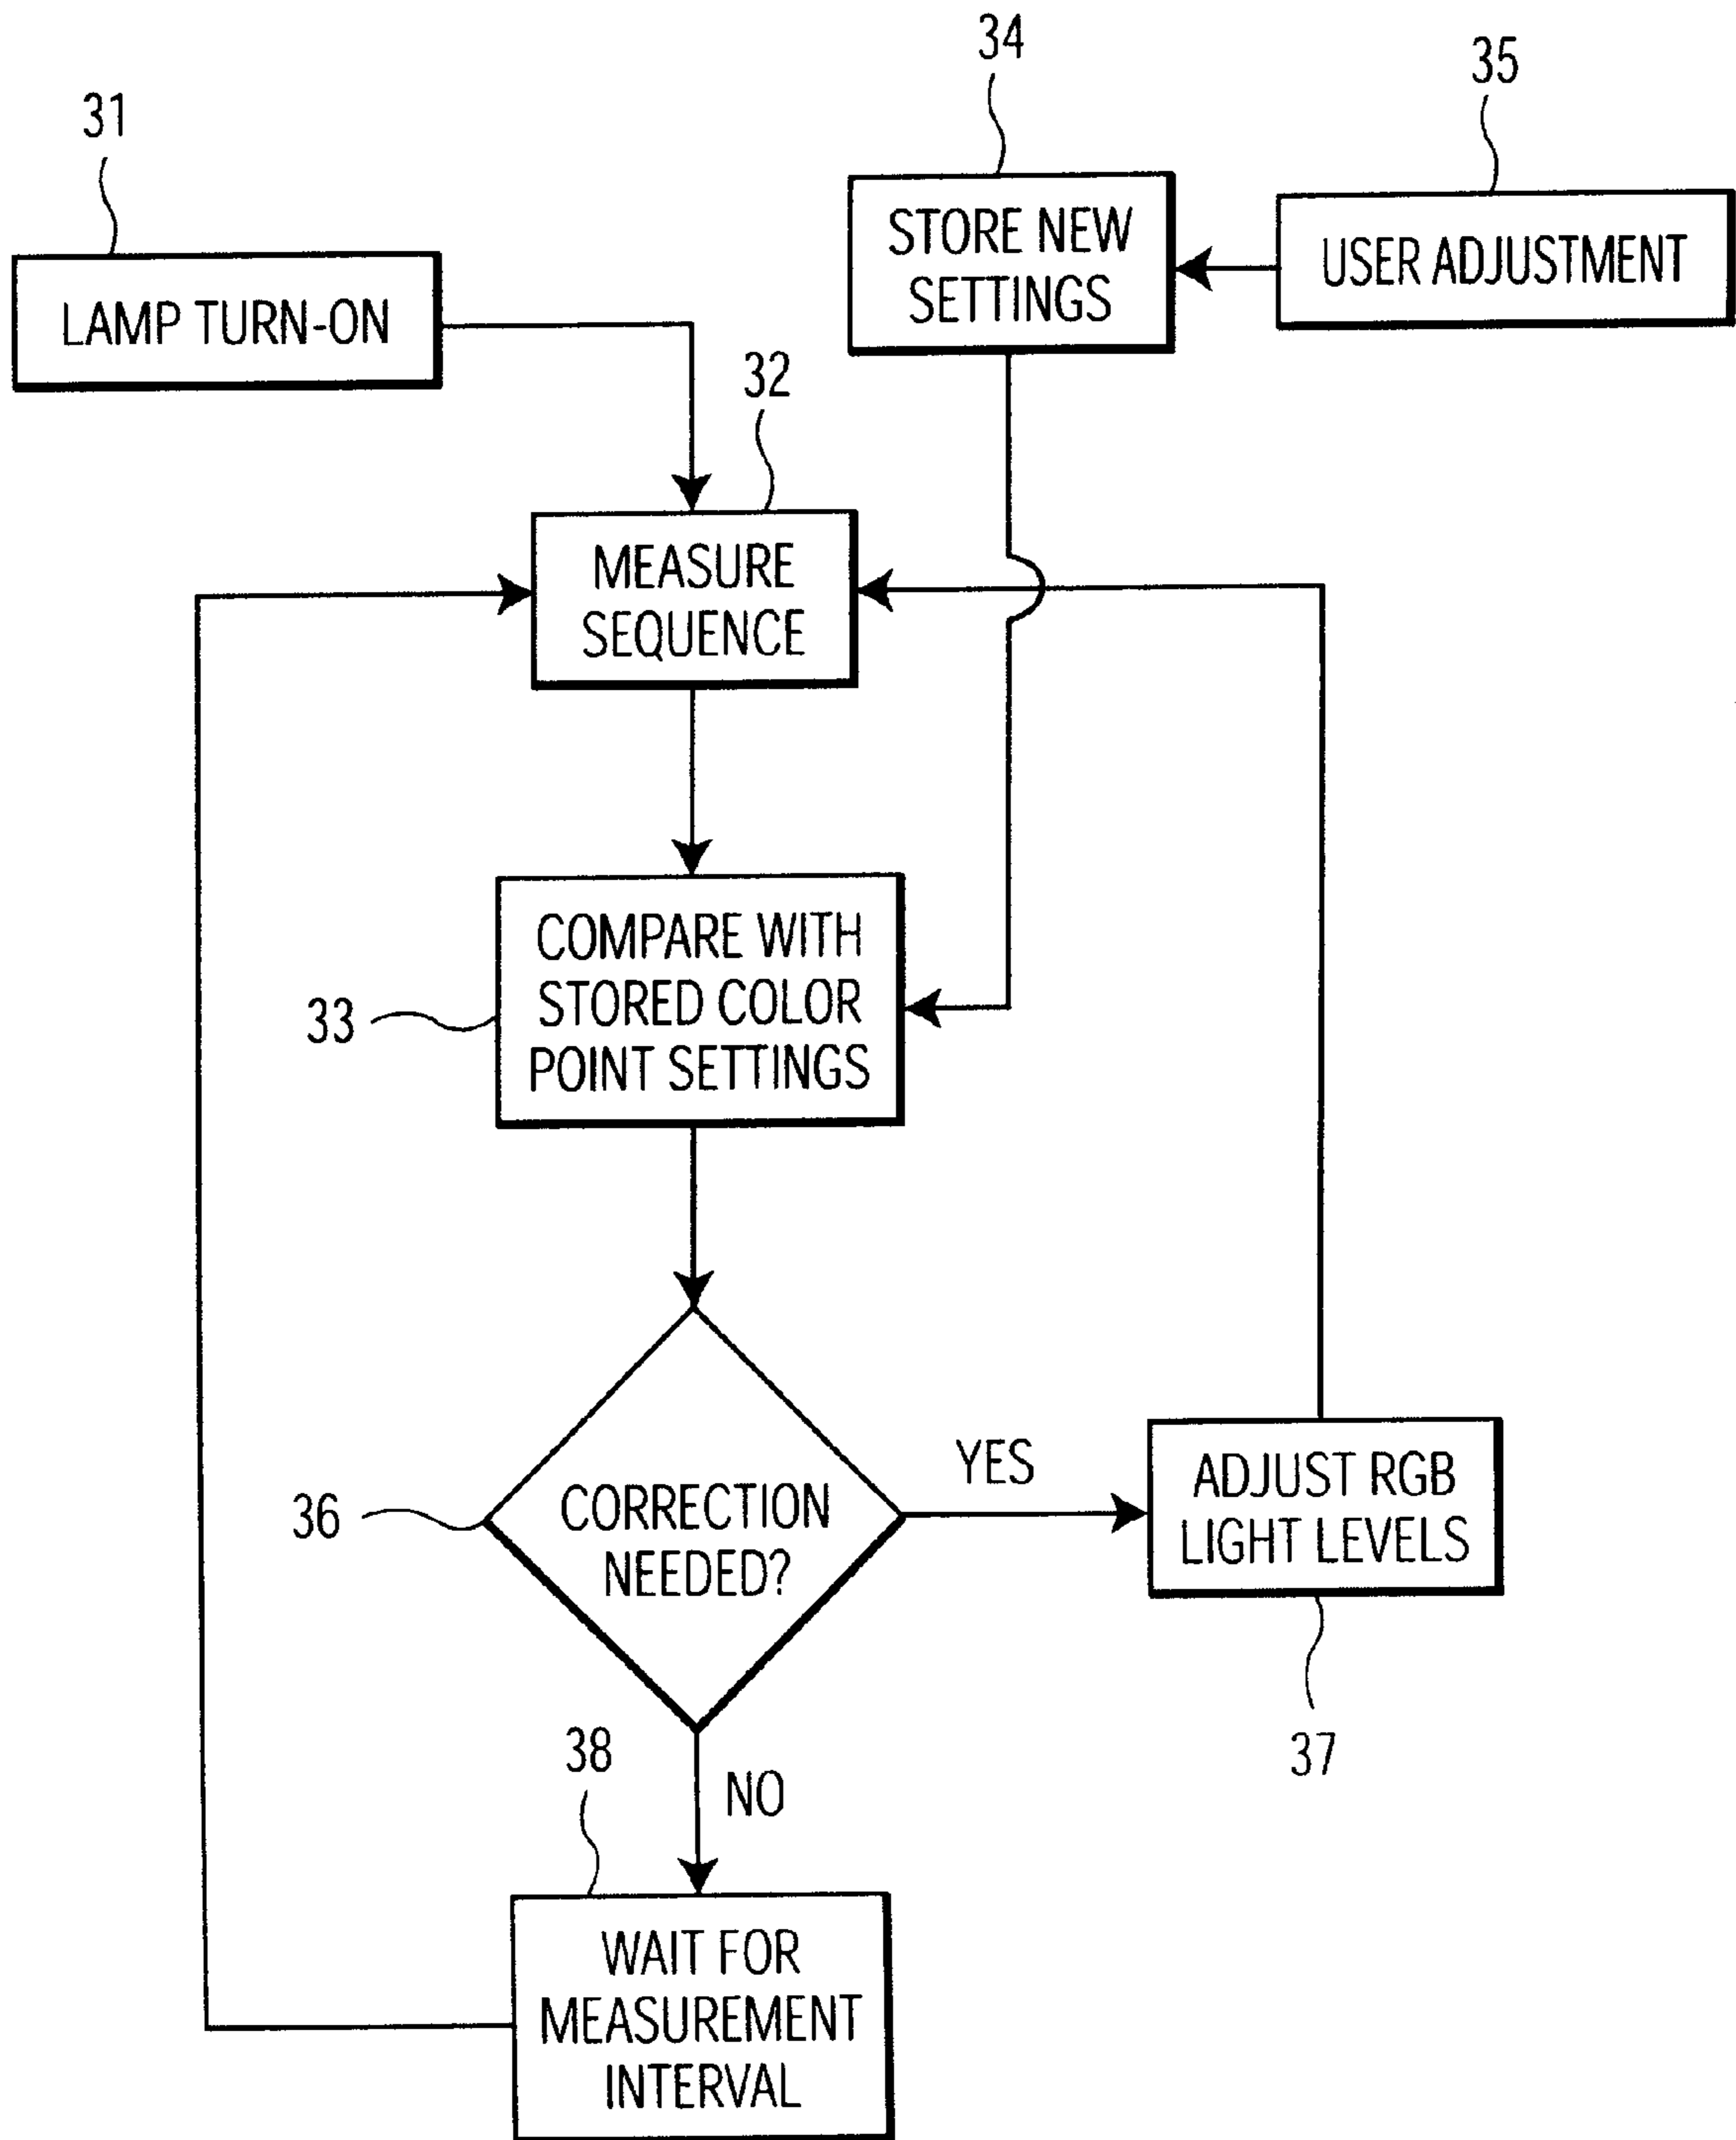 34
35
31
STORE NEW
SETTINGS
USER ADJUSTMENT
LAMP TURN-ON
32
MEASURE
SEQUENCE
COMPARE WITH
STORED COLOR
POINT SETTINGS
33
YES
ADJUST RGB
LIGHT LEVELS
36
CORRECTION
NEEDED?
37
38
NO
WAIT FOR
MEASUREMENT
INTERVAL